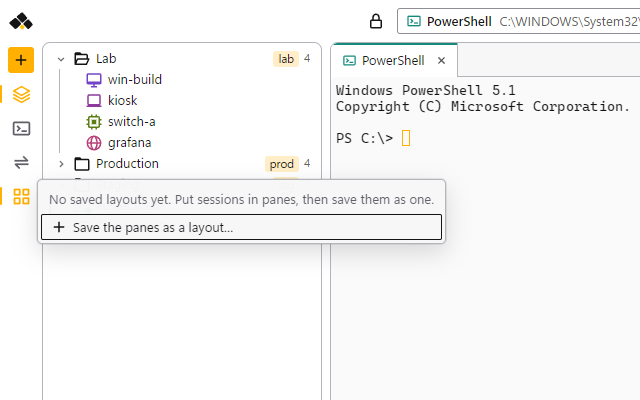 PowerShell C:\WINDOWS\System32\
Lab lab 4
win-build
kiosk
switch-a
grafana
Production prod 4
No saved layouts yet. Put sessions in panes, then save them as one.
Save the panes as a layout...
PowerShell
Windows PowerShell 5.1
Copyright (C) Microsoft Corporation.
PS C:\>